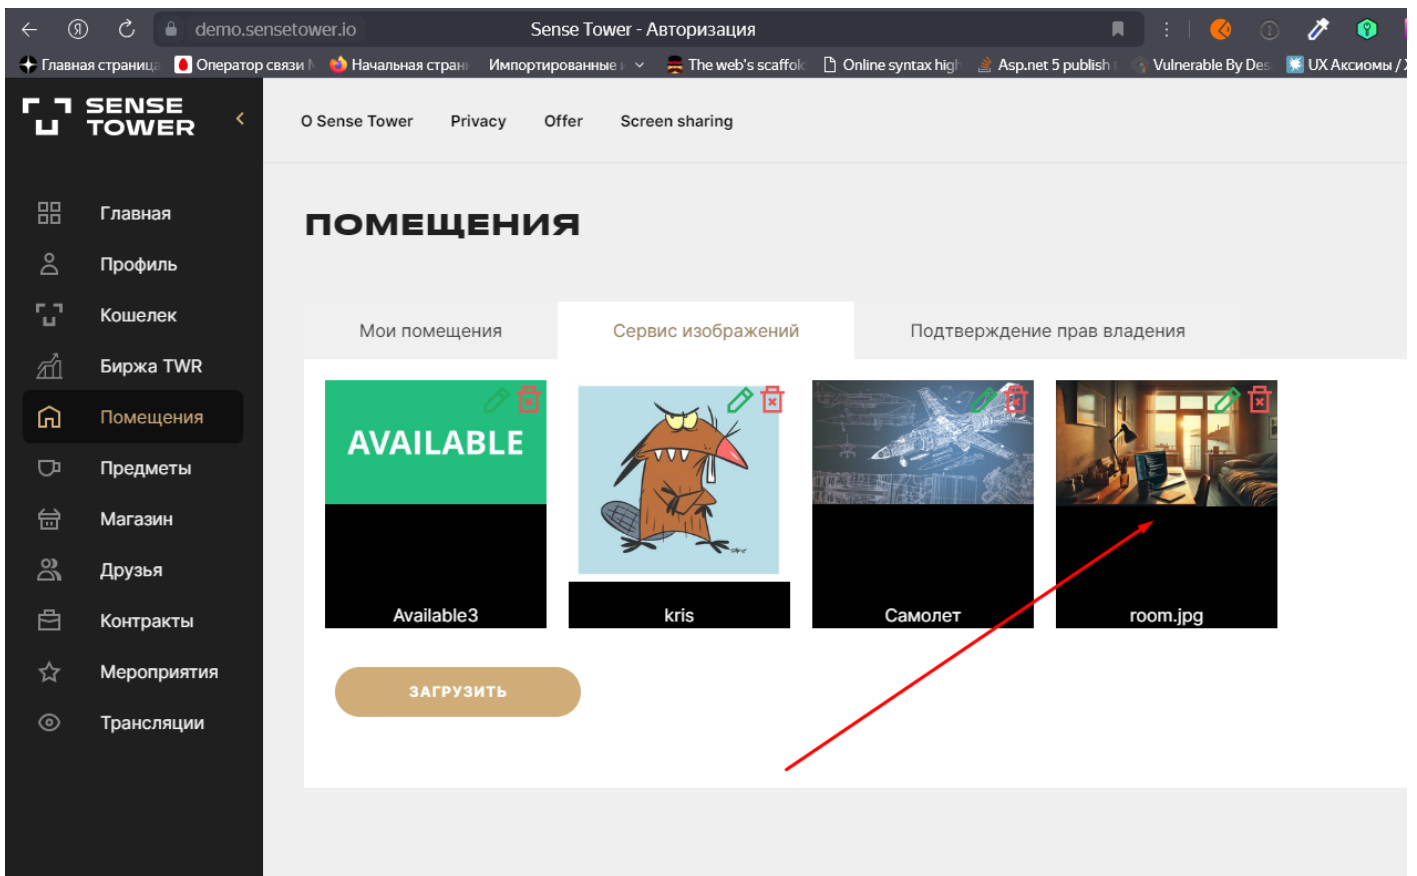 demo.sensetower.io
Sense Tower - Авторизация
Главная страница
Оператор связи
Начальная стран
Импортированные
The web's scaffol
Online syntax high
Asp.net 5 publish
Vulnerable By Des
UX Аксиомы /
SENSE
TOWER
О Sense Tower
Privacy
Offer
Screen sharing
Главная
Профиль
Кошелек
Биржа TWR
Помещения
Предметы
Магазин
Друзья
Контракты
Мероприятия
Трансляции
ПОМЕЩЕНИЯ
Мои помещения
Сервис изображений
Подтверждение прав владения
AVAILABLE
Available3
kris
Самолет
room.jpg
ЗАГРУЗИТЬ